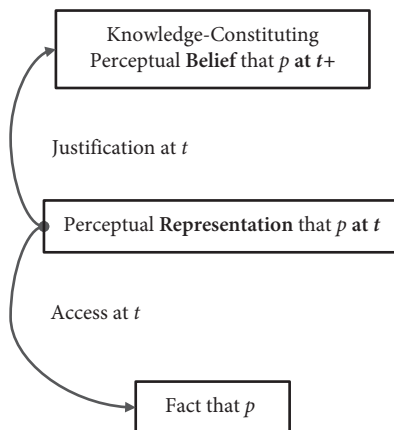 Knowledge-Constituting
Perceptual Belief that p at t+
Justification at t
Perceptual Representation that p at t
Access at t
Fact that p